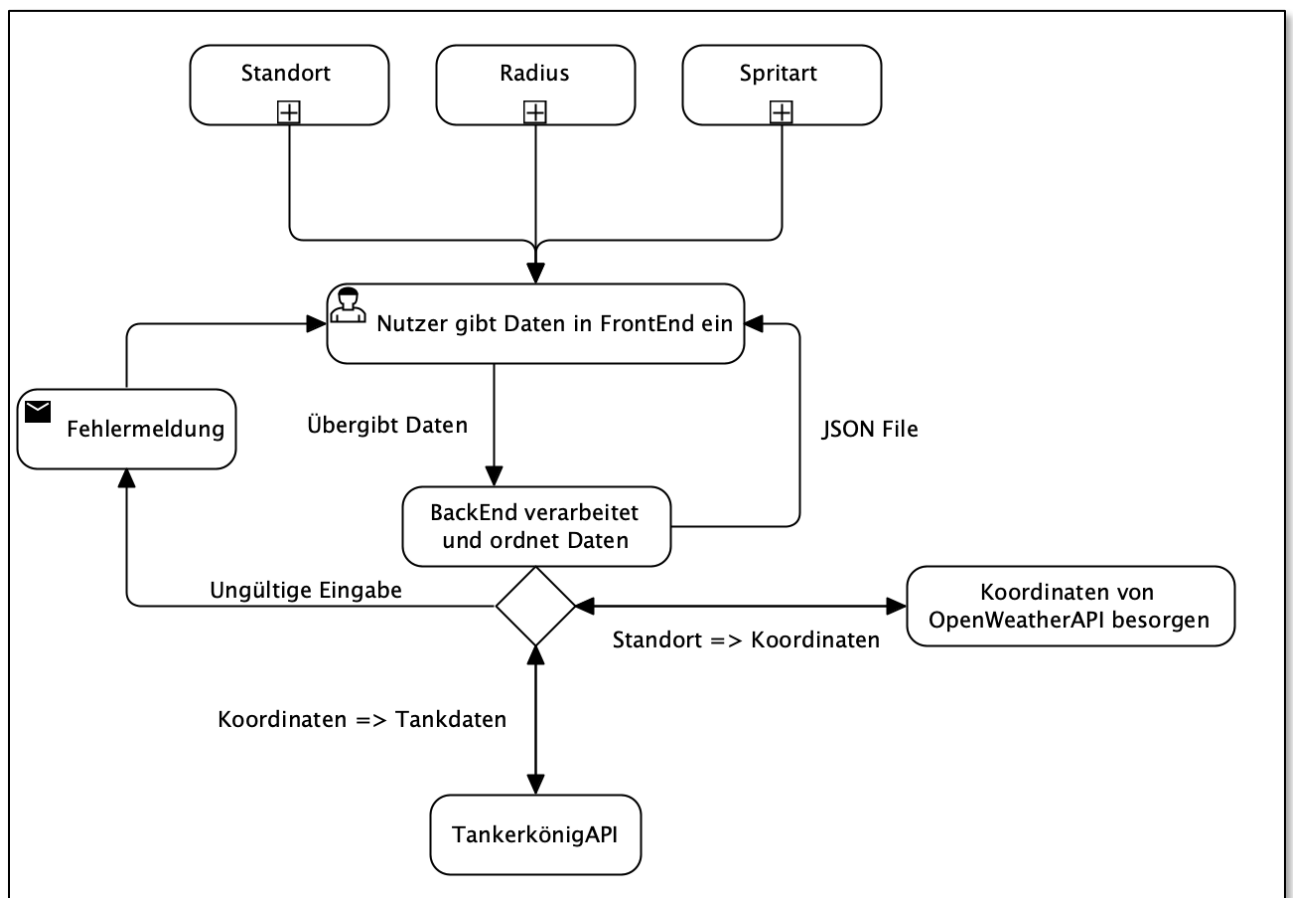 Standort
Radius
Spritart
Nutzer gibt Daten in FrontEnd ein
Fehlermeldung
Übergibt Daten
JSON File
BackEnd verarbeitet
und ordnet Daten
Ungültige Eingabe
Koordinaten von
OpenWeatherAPI besorgen
Standort => Koordinaten
Koordinaten => Tankdaten
TankerkönigAPI